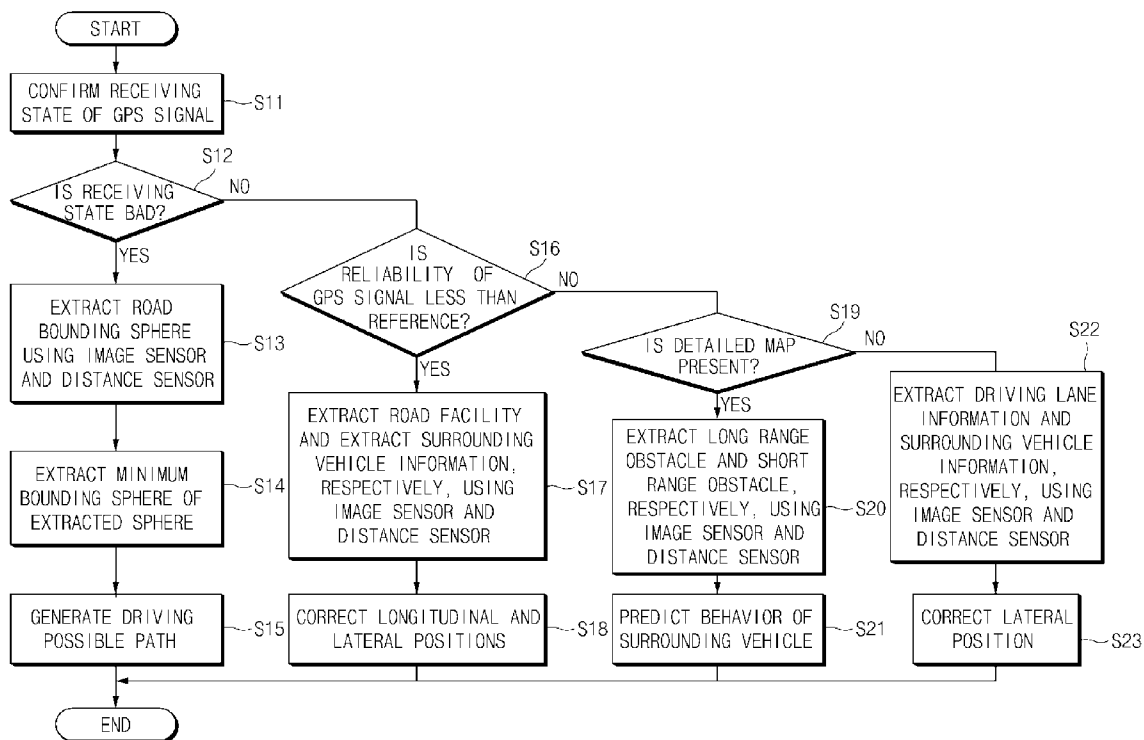 START
CONFIRM RECEIVING
STATE OF GPS SIGNAL
S11
S12
IS RECEIVING
STATE BAD?
NO
YES
EXTRACT ROAD
BOUNDING SPHERE
USING IMAGE SENSOR
AND DISTANCE SENSOR
S13
EXTRACT MINIMUM
BOUNDING SPHERE OF
EXTRACTED SPHERE
S14
GENERATE DRIVING
POSSIBLE PATH
S15
IS
RELIABILITY OF
GPS SIGNAL LESS THAN
REFERENCE?
S16
NO
YES
EXTRACT ROAD FACILITY
AND EXTRACT SURROUNDING
VEHICLE INFORMATION,
RESPECTIVELY, USING
IMAGE SENSOR AND
DISTANCE SENSOR
S17
CORRECT LONGITUDINAL AND
LATERAL POSITIONS
S18
S19
IS DETAILED MAP
PRESENT?
NO
YES
EXTRACT LONG RANGE
OBSTACLE AND SHORT
RANGE OBSTACLE,
RESPECTIVELY, USING
IMAGE SENSOR AND
DISTANCE SENSOR
S20
PREDICT BEHAVIOR OF
SURROUNDING VEHICLE
S21
S22
EXTRACT DRIVING LANE
INFORMATION AND
SURROUNDING VEHICLE
INFORMATION,
RESPECTIVELY, USING
IMAGE SENSOR AND
DISTANCE SENSOR
CORRECT LATERAL
POSITION
S23
END